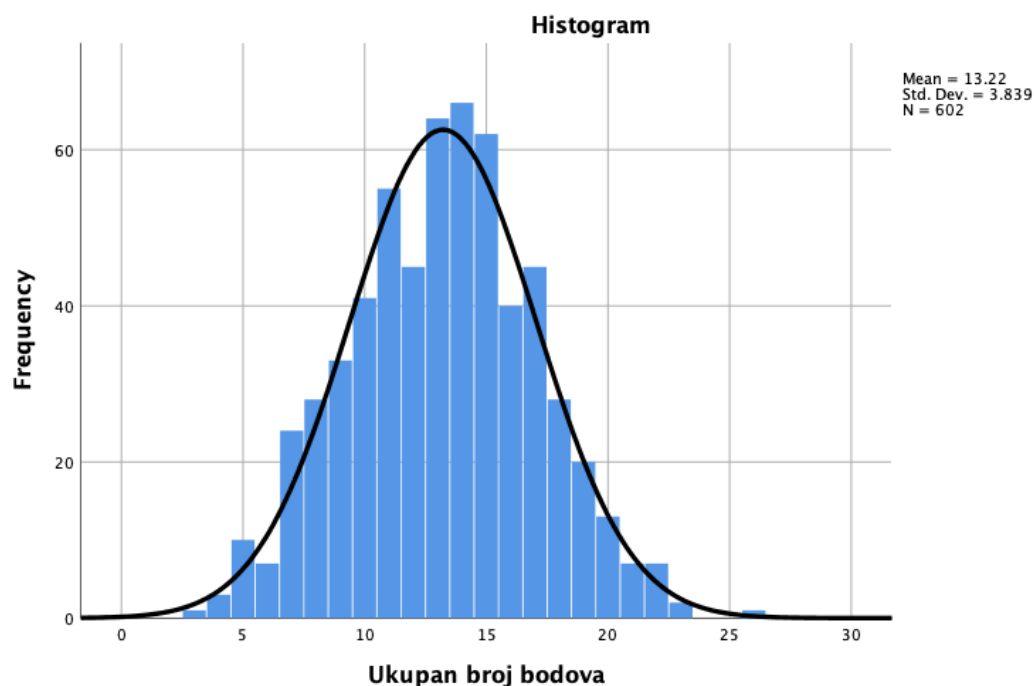 Histogram
Mean = 13.22
Std. Dev. = 3.839
N = 602
Frequency
60
40
20
0
0 5 10 15 20 25 30
Ukupan broj bodova